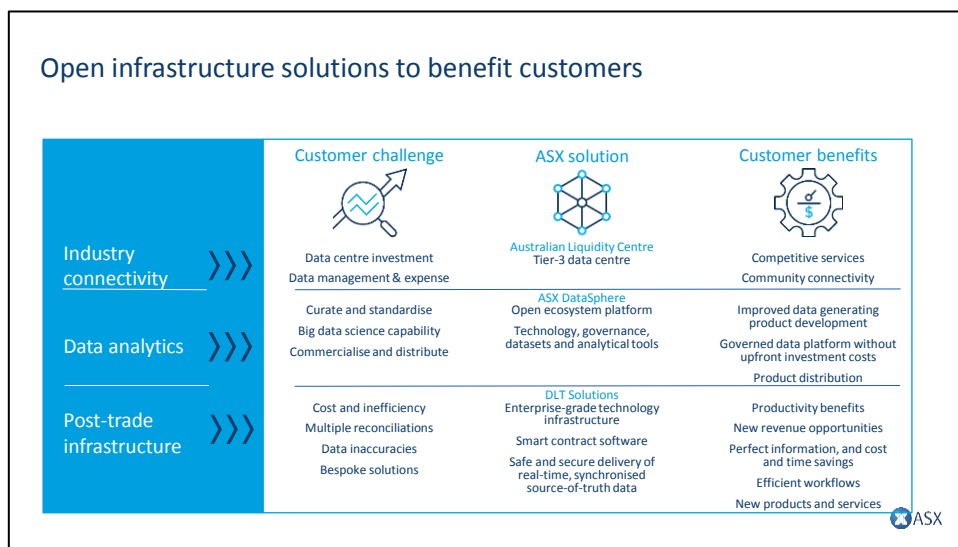 Open infrastructure solutions to benefit customers
Customer challenge
ASX solution
Customer benefits
$
Industry
connectivity
Data centre investment
Data management & expense
Australian Liquidity Centre
Tier-3 data centre
Competitive services
Community connectivity
Data analytics
Curate and standardise
Big data science capability
Commercialise and distribute
ASX DataSphere
Open ecosystem platform
Technology, governance,
datasets and analytical tools
Improved data generating
product development
Governed data platform without
upfront investment costs
Product distribution
Post-trade
infrastructure
Cost and inefficiency
Multiple reconciliations
Data inaccuracies
Bespoke solutions
DLT Solutions
Enterprise-grade technology
infrastructure
Smart contract software
Safe and secure delivery of
real-time, synchronised
source-of-truth data
Productivity benefits
New revenue opportunities
Perfect information, and cost
and time savings
Efficient workflows
New products and services
ASX